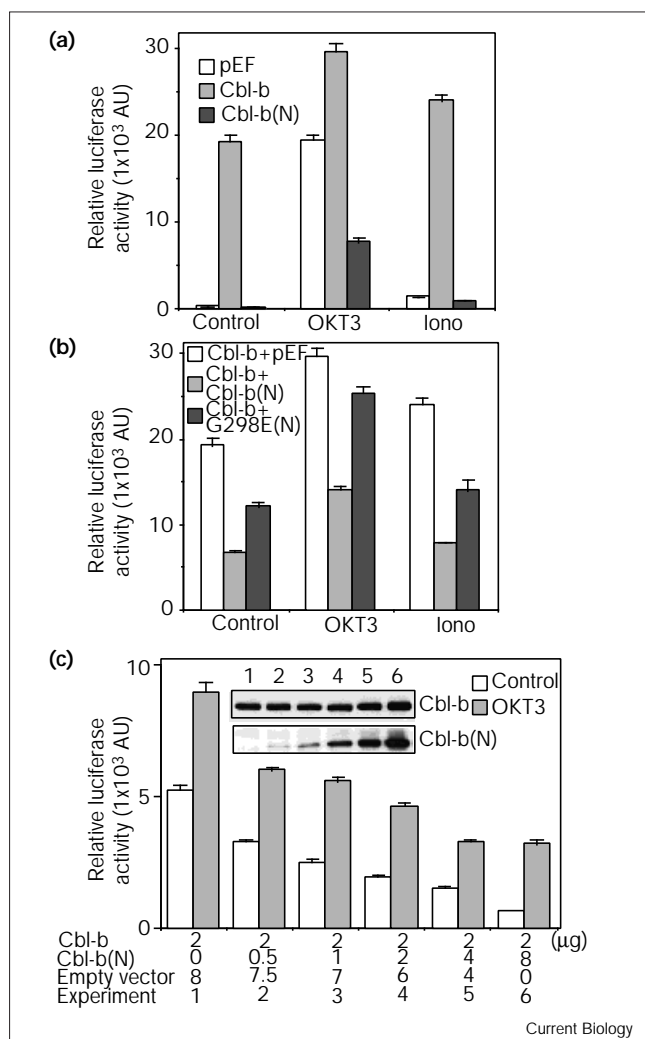 (a)
30
20
10
0
Relative luciferase
activity (1x10³ AU)
pEF
Cbl-b
Cbl-b(N)
Control OKT3 Iono
(b)
30
20
10
0
Relative luciferase
activity (1x10³ AU)
Cbl-b+pEF
Cbl-b+
Cbl-b(N)
Cbl-b+
G298E(N)
Control OKT3 Iono
(c)
10
5
0
Relative luciferase
activity (1x10³ AU)
1 2 3 4 5 6
Cbl-b
Cbl-b(N)
Control
OKT3
Cbl-b 2 2 2 2 2 2 (µg)
Cbl-b(N) 0 0.5 1 2 4 8
Empty vector 8 7.5 7 6 4 0
Experiment 1 2 3 4 5 6
Current Biology